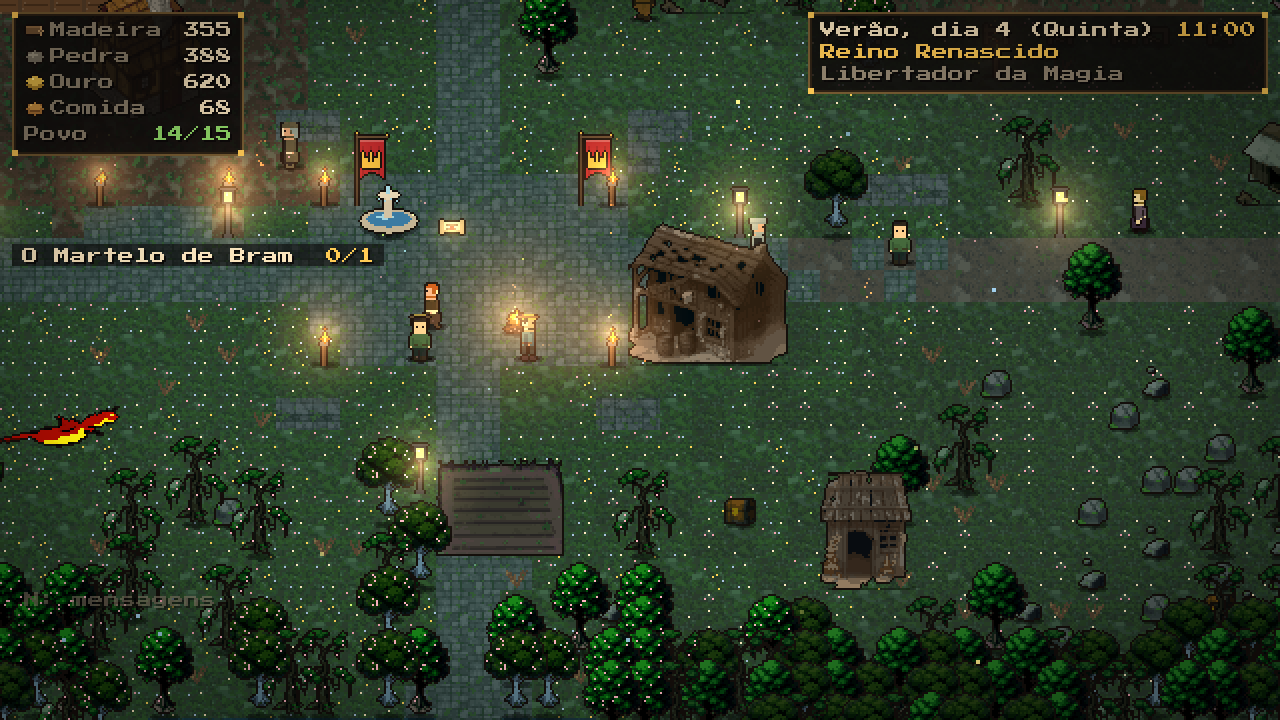 Madeira 355
Pedra 388
Ouro 620
Comida 68
Povo 14/15
Verão, dia 4 (Quinta) 11:00
Reino Renascido
Libertador da Magia
O Martelo de Bram 0/1
N: mensagens